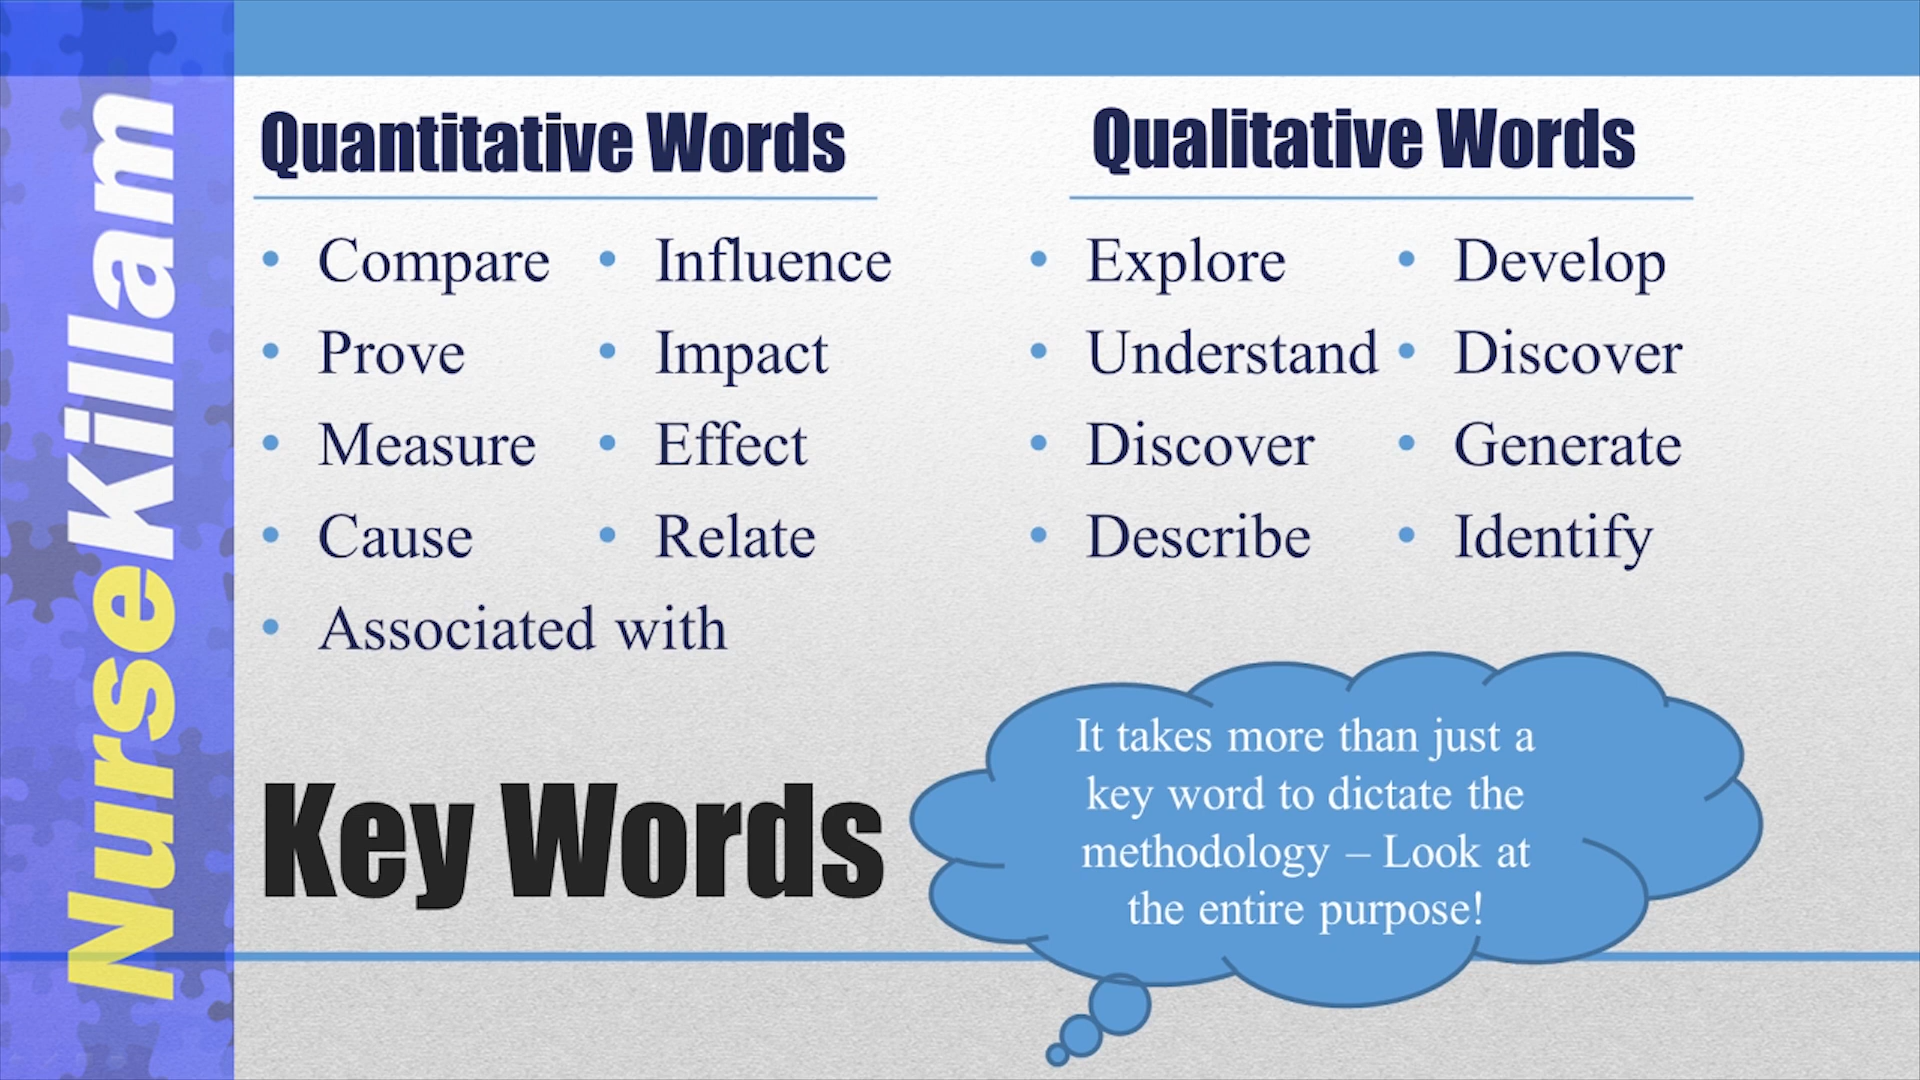 NurseKillam
Quantitative Words
Compare
Prove
Measure
Cause
Associated with
Influence
Impact
Effect
Relate
Qualitative Words
Explore
Understand
Discover
Describe
Develop
Discover
Generate
Identify
Key Words
It takes more than just a
key word to dictate the
methodology – Look at
the entire purpose!